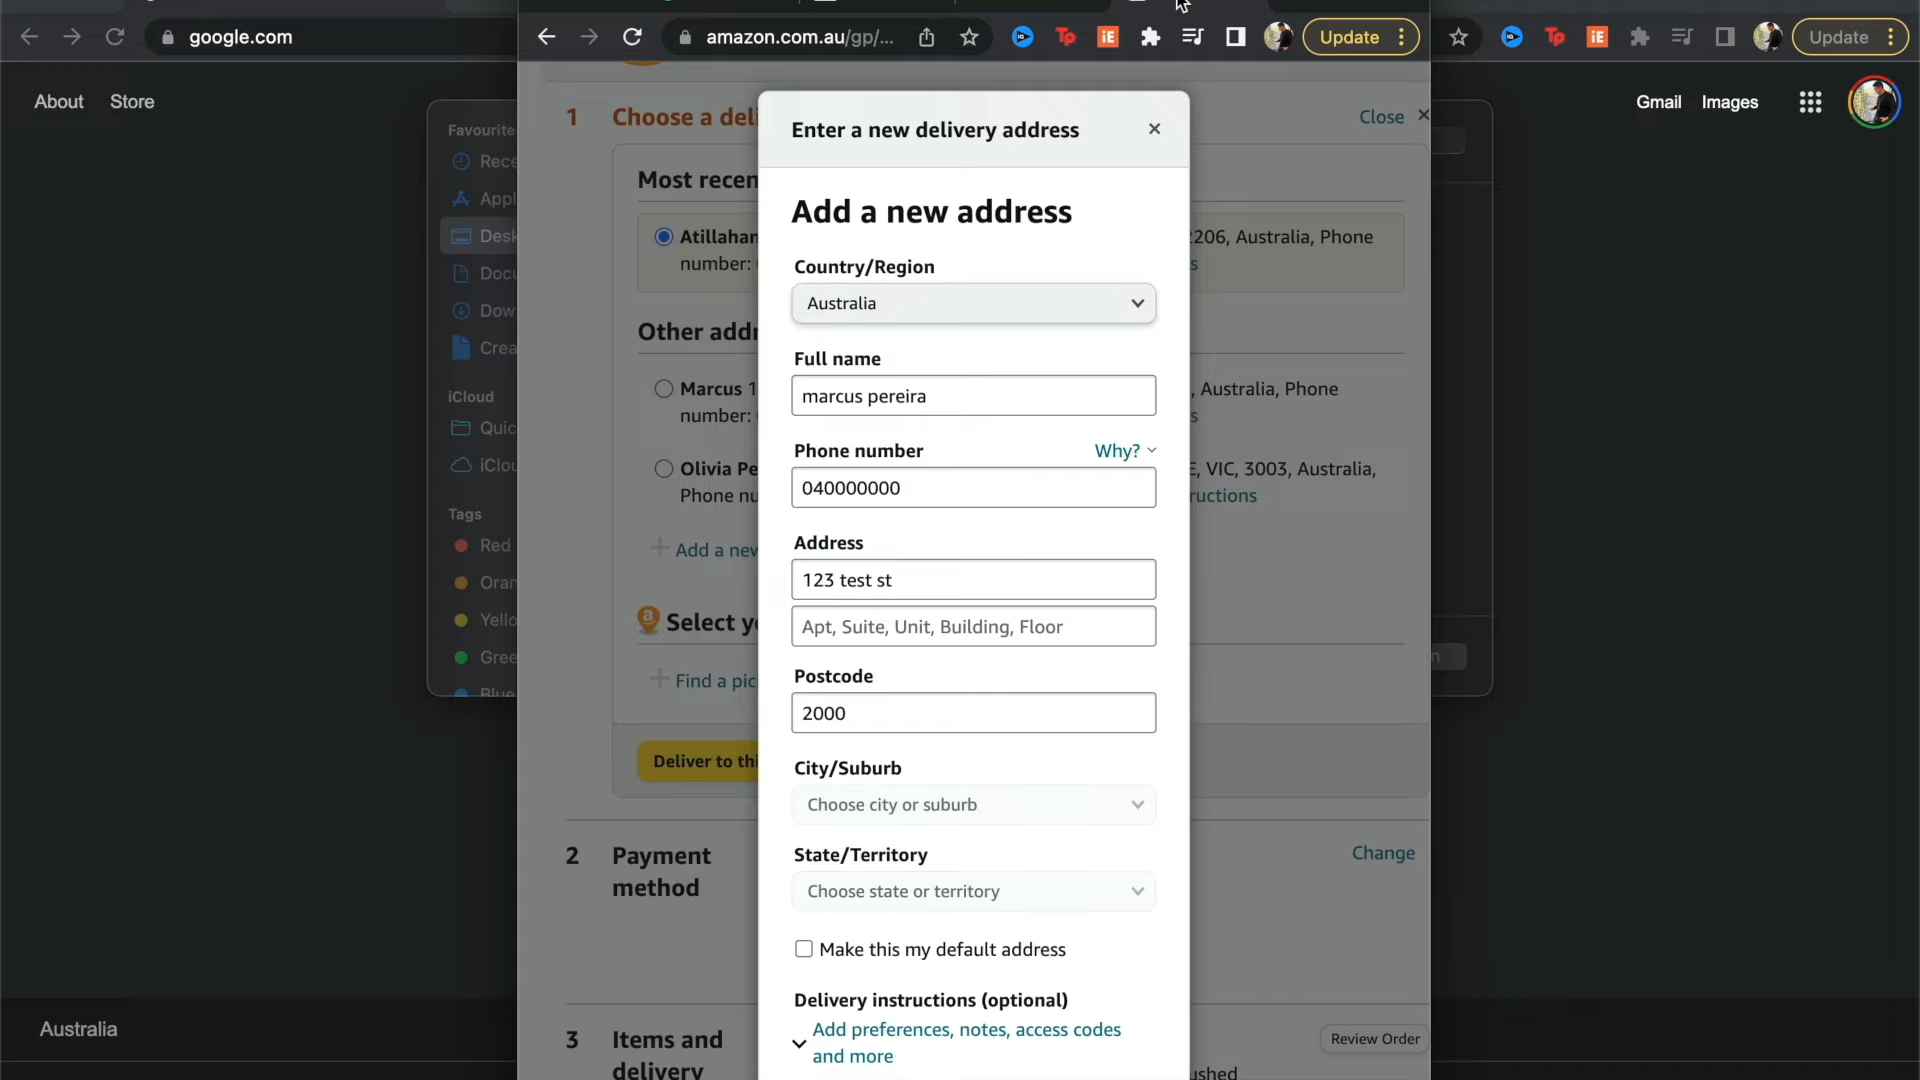 google.com
amazon.com.au/gp/...
Update
Update
About Store
Gmail Images
Favourite
Rece
Appl
Desk
Docu
Dow
Crea
iCloud
Quic
iClou
Tags
Red
Oran
Yello
Gree
Blue
Australia
1 Choose a deli
Close ×
Most recen
Atillahan
2206, Australia, Phone
number:
Other addr
Marcus 1
, Australia, Phone
number:
Olivia Pe
E, VIC, 3003, Australia,
Phone nu
ructions
Add a new
Select yo
Find a pic
Deliver to thi
2 Payment
method
Change
3 Items and
delivery
Review Order
Enter a new delivery address ×
Add a new address
Country/Region
Australia
Full name
marcus pereira
Phone number Why?
040000000
Address
123 test st
Apt, Suite, Unit, Building, Floor
Postcode
2000
City/Suburb
Choose city or suburb
State/Territory
Choose state or territory
Make this my default address
Delivery instructions (optional)
Add preferences, notes, access codes
and more